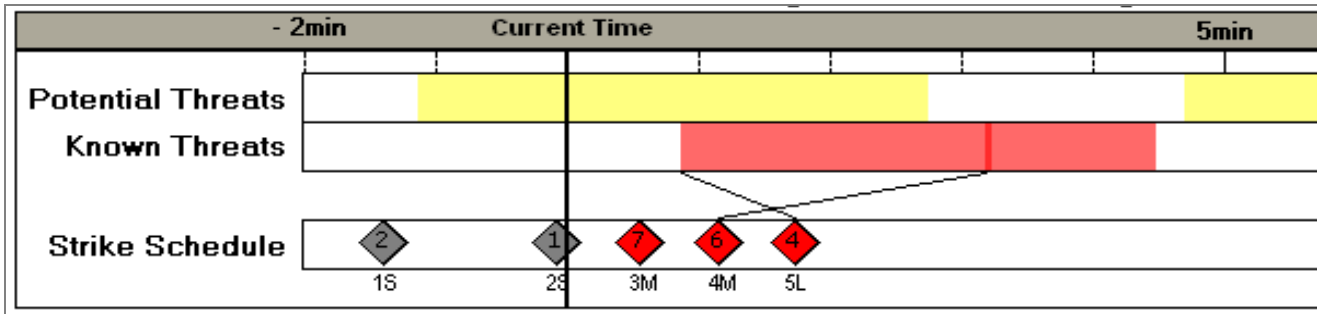 - 2min Current Time 5min
Potential Threats
Known Threats
Strike Schedule 2 1 7 6 4
1S 2S 3M 4M 5L